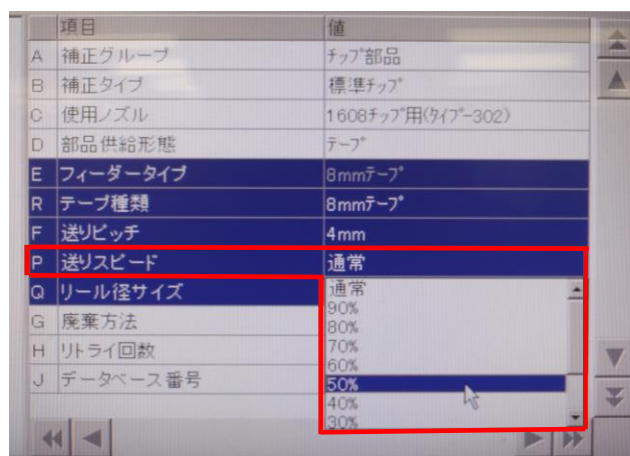 項目 値
A 補正グループ チップ部品
B 補正タイプ 標準チップ
C 使用ノズル 1608チップ用(タイプ-302)
D 部品供給形態 テープ
E フィーダータイプ 8mmテープ
R テープ種類 8mmテープ
F 送りピッチ 4mm
P 送りスピード 通常
Q リール径サイズ 通常
90%
G 廃棄方法 80%
H リトライ回数 70%
60%
J データベース番号 50%
40%
30%